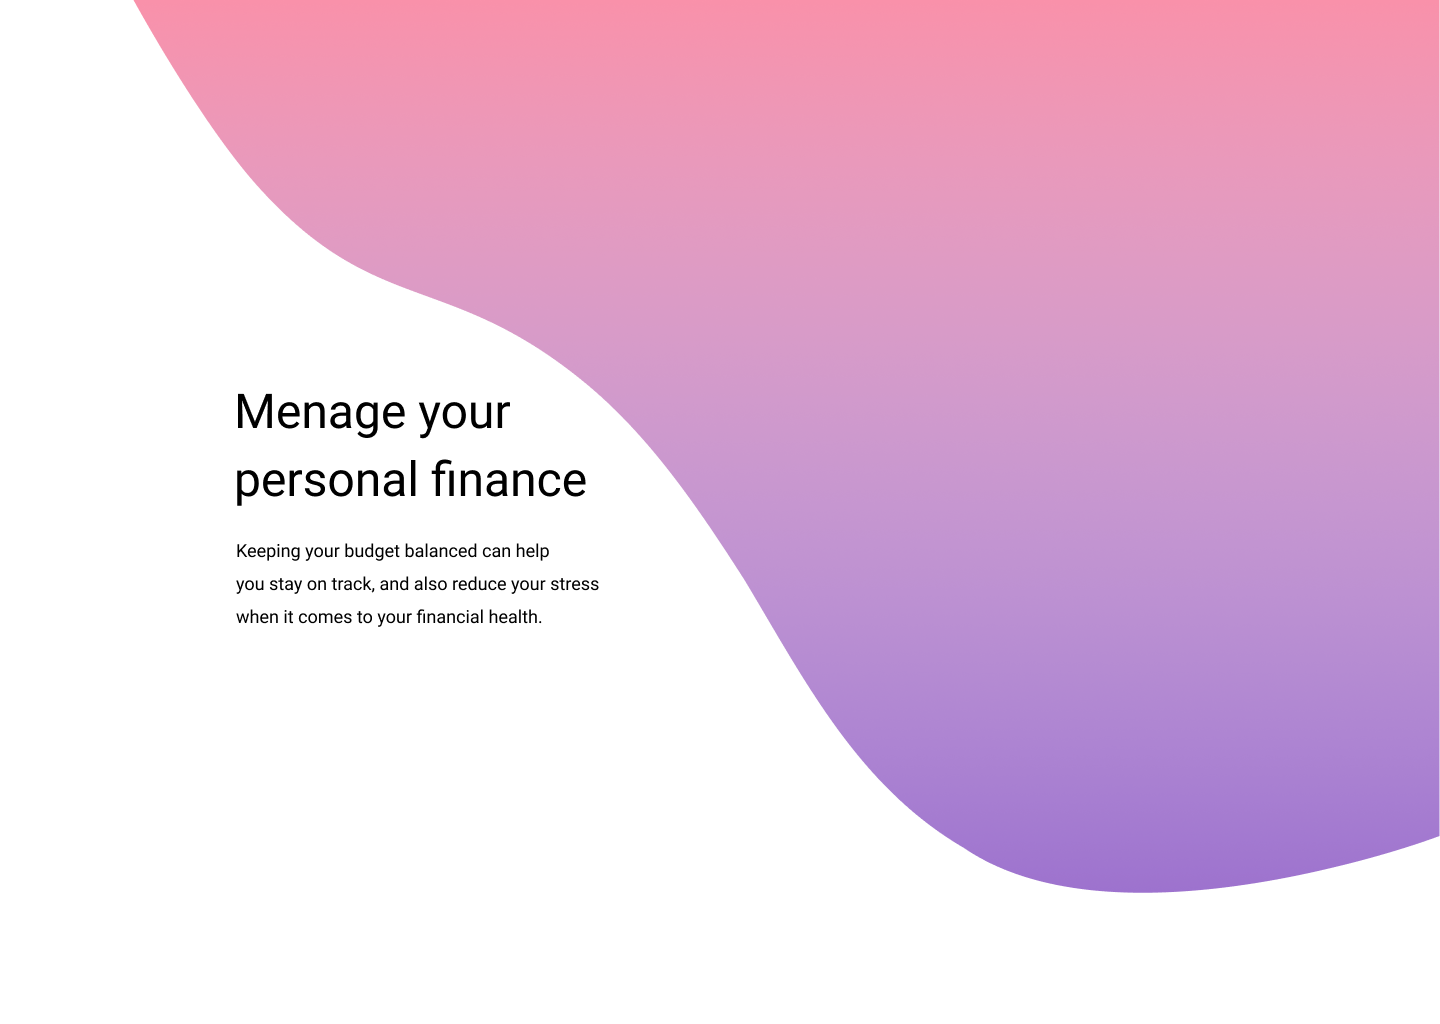 Menage your
personal finance
Keeping your budget balanced can help
you stay on track, and also reduce your stress
when it comes to your financial health.